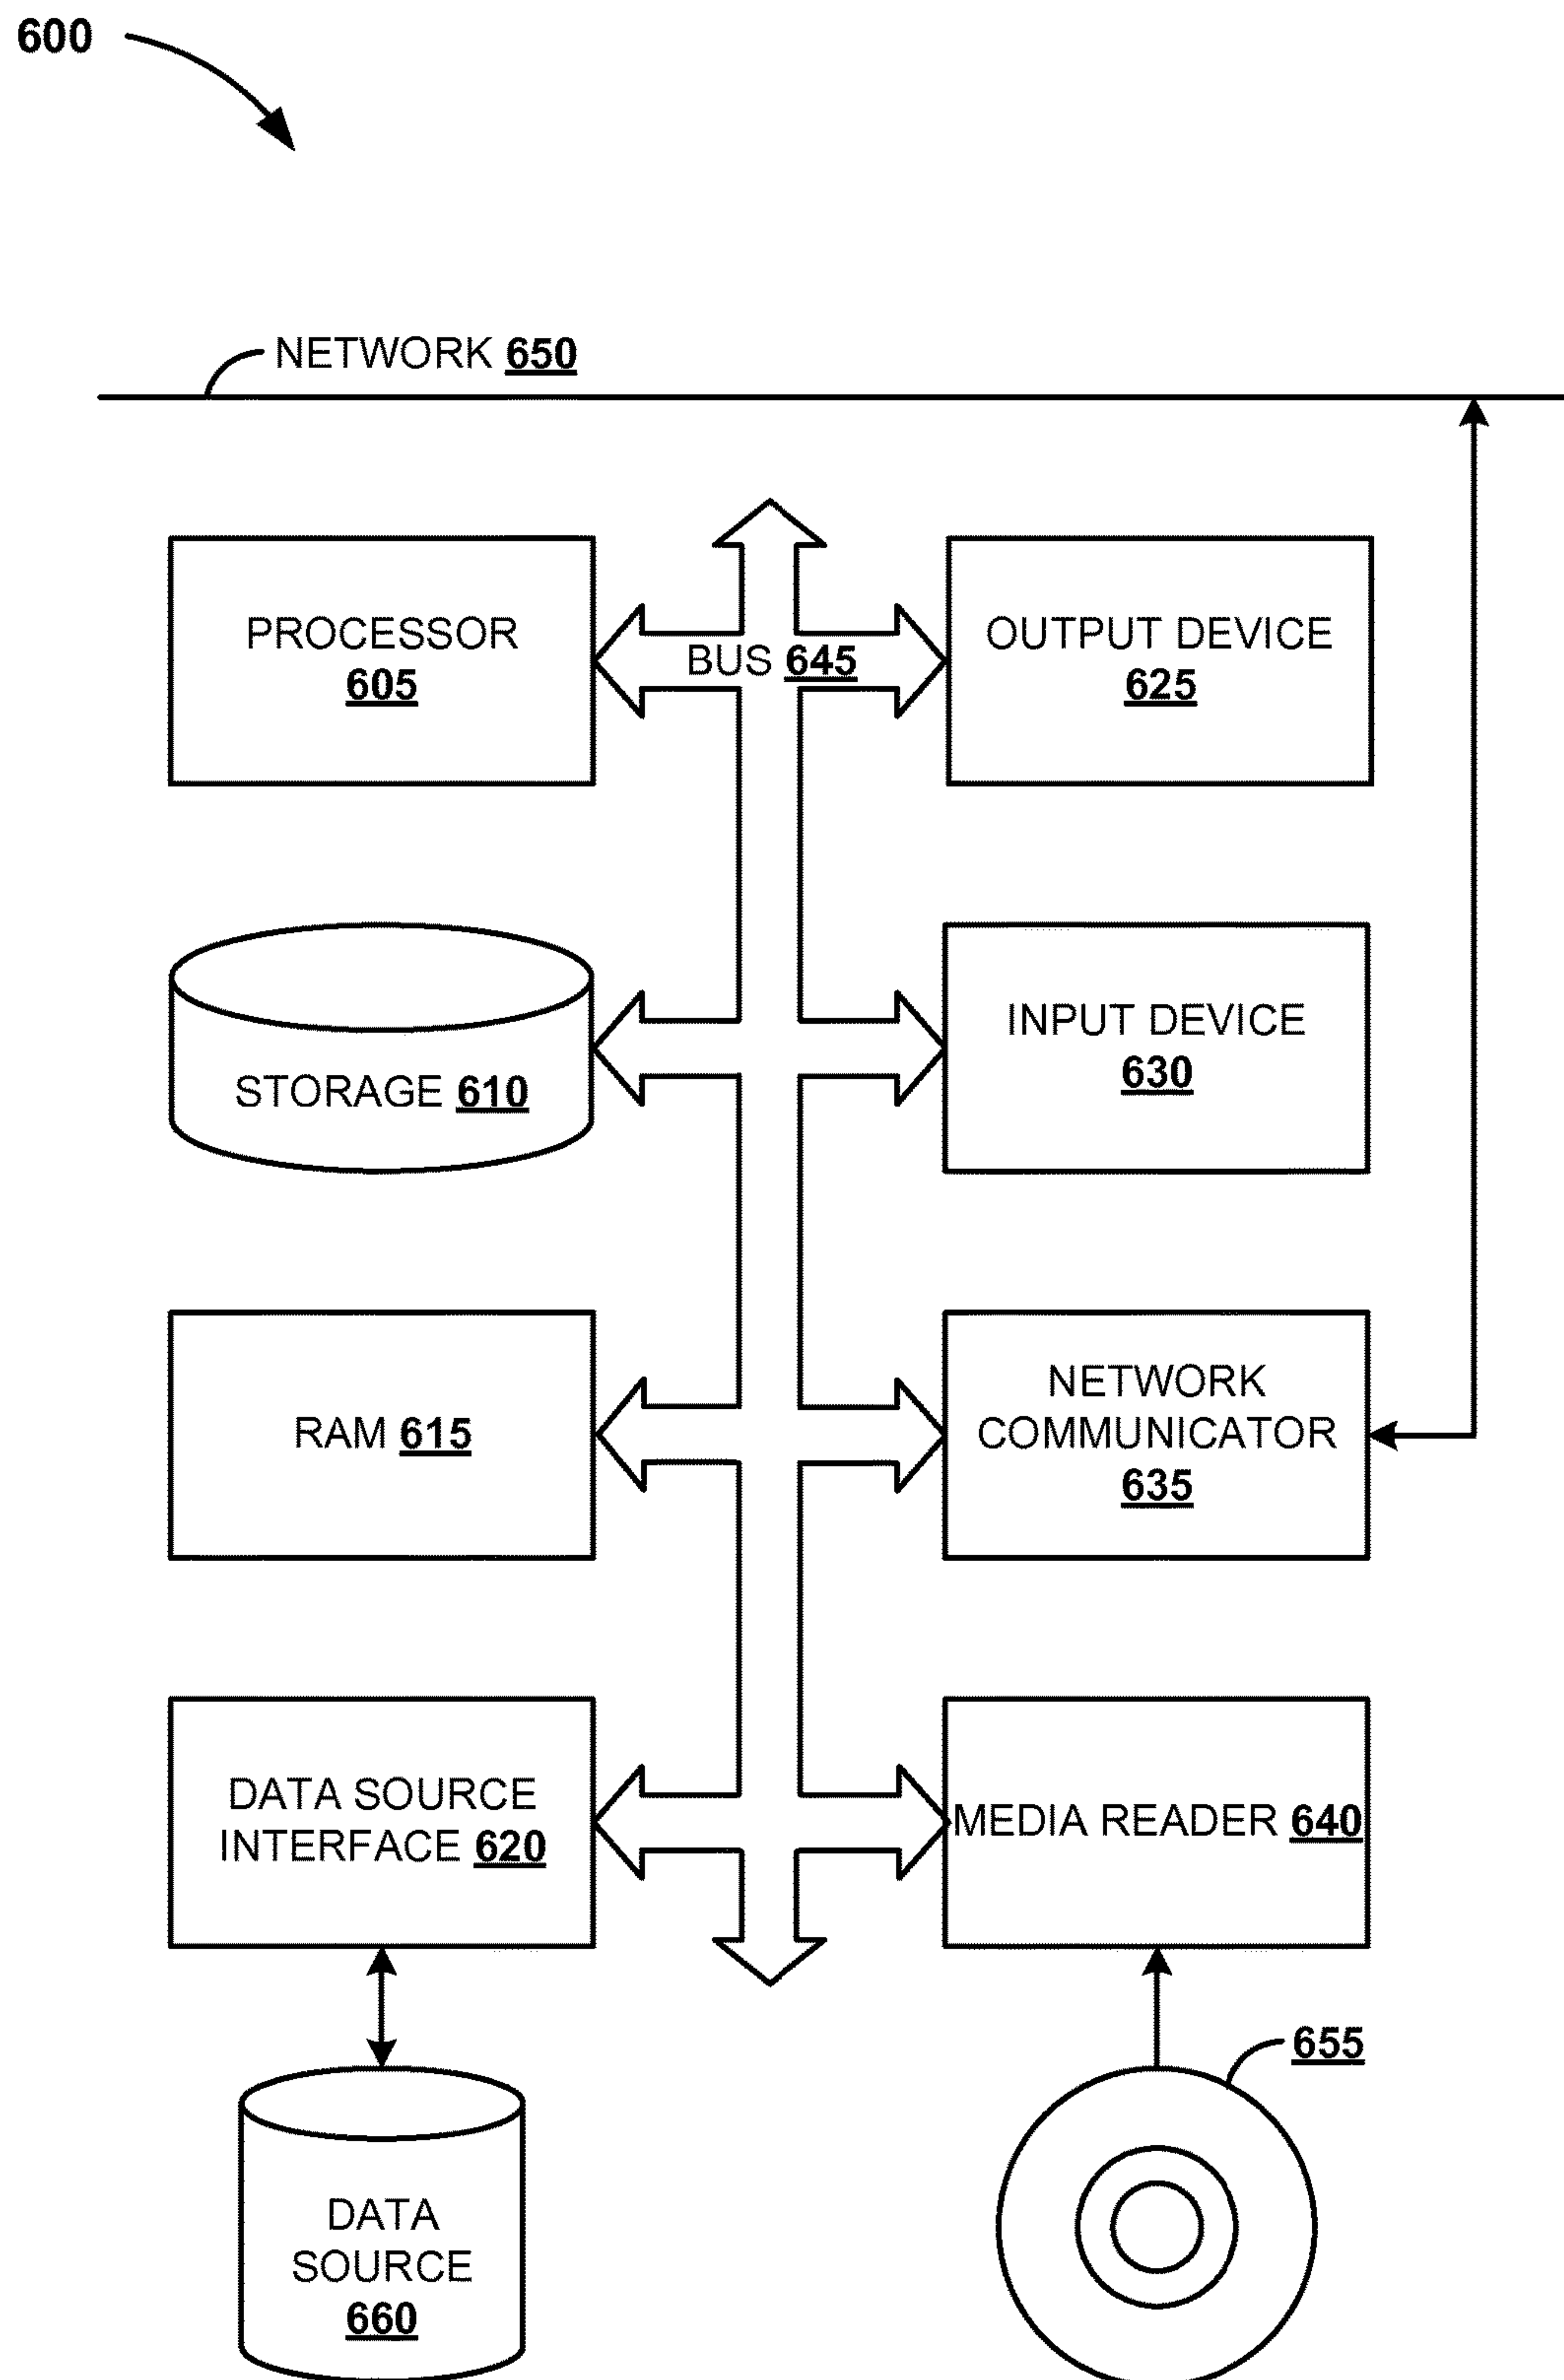 600
NETWORK 650
PROCESSOR
605
BUS 645
OUTPUT DEVICE
625
STORAGE 610
INPUT DEVICE
630
RAM 615
NETWORK
COMMUNICATOR
635
DATA SOURCE
INTERFACE 620
MEDIA READER 640
655
DATA
SOURCE
660